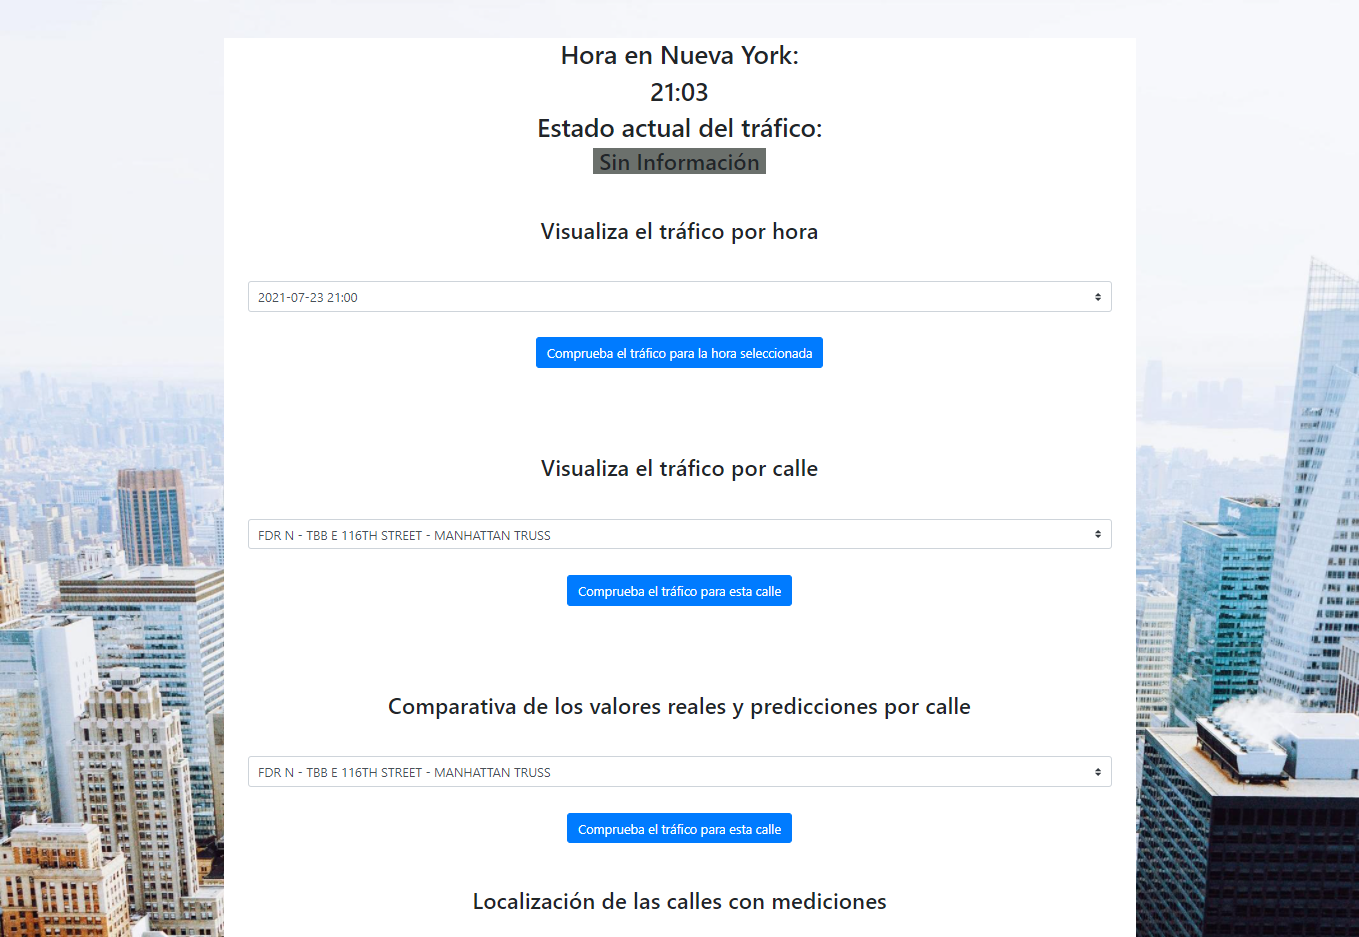 Hora en Nueva York:
21:03
Estado actual del tráfico:
Sin Información
Visualiza el tráfico por hora
2021-07-23 21:00
Comprueba el tráfico para la hora seleccionada
Visualiza el tráfico por calle
FDR N - TBB E 116TH STREET - MANHATTAN TRUSS
Comprueba el tráfico para esta calle
Comparativa de los valores reales y predicciones por calle
FDR N - TBB E 116TH STREET - MANHATTAN TRUSS
Comprueba el tráfico para esta calle
Localización de las calles con mediciones